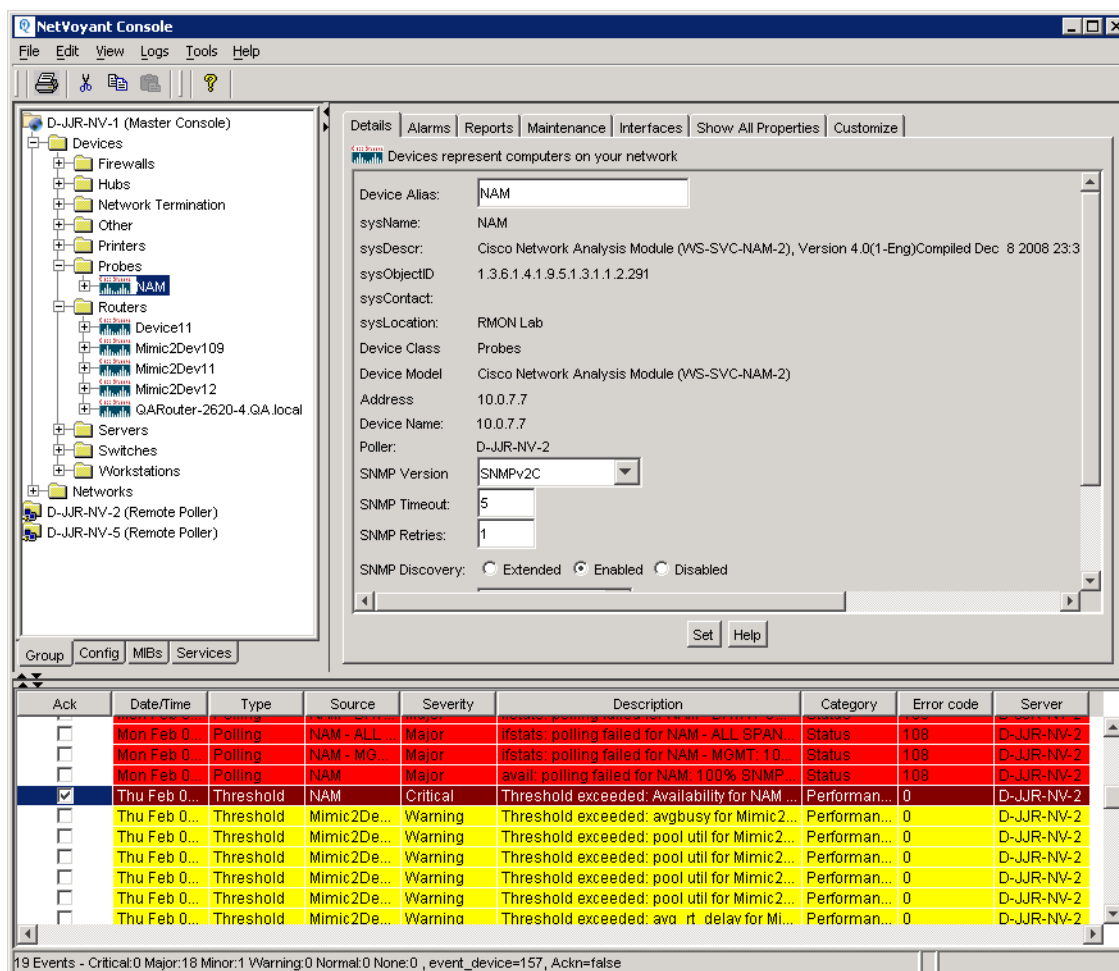 NetVoyant Console
File Edit View Logs Tools Help
D-JJR-NV-1 (Master Console)
Devices
Firewalls
Hubs
Network Termination
Other
Printers
Probes
NAM
Routers
Device11
Mimic2Dev109
Mimic2Dev11
Mimic2Dev12
QARouter-2620-4.QA.local
Servers
Switches
Workstations
Networks
D-JJR-NV-2 (Remote Poller)
D-JJR-NV-5 (Remote Poller)
Group Config MIBs Services
Details Alarms Reports Maintenance Interfaces Show All Properties Customize
Devices represent computers on your network
Device Alias: NAM
sysName: NAM
sysDescr: Cisco Network Analysis Module (WS-SVC-NAM-2), Version 4.0(1-Eng)Compiled Dec 8 2008 23:3
sysObjectID 1.3.6.1.4.1.9.5.1.3.1.1.2.291
sysContact:
sysLocation: RMON Lab
Device Class Probes
Device Model Cisco Network Analysis Module (WS-SVC-NAM-2)
Address 10.0.7.7
Device Name: 10.0.7.7
Poller: D-JJR-NV-2
SNMP Version SNMPv2C
SNMP Timeout: 5
SNMP Retries: 1
SNMP Discovery: Extended Enabled Disabled
Set Help
Ack Date/Time Type Source Severity Description Category Error code Server
Mon Feb 0... Polling NAM - ALL ... Major ifstats: polling failed for NAM - ALL SPAN... Status 108 D-JJR-NV-2
Mon Feb 0... Polling NAM - MG... Major ifstats: polling failed for NAM - MGMT: 10... Status 108 D-JJR-NV-2
Mon Feb 0... Polling NAM Major avail: polling failed for NAM: 100% SNMP... Status 108 D-JJR-NV-2
Thu Feb 0... Threshold NAM Critical Threshold exceeded: Availability for NAM ... Performan... 0 D-JJR-NV-2
Thu Feb 0... Threshold Mimic2De... Warning Threshold exceeded: avgbusy for Mimic2... Performan... 0 D-JJR-NV-2
Thu Feb 0... Threshold Mimic2De... Warning Threshold exceeded: pool util for Mimic2... Performan... 0 D-JJR-NV-2
Thu Feb 0... Threshold Mimic2De... Warning Threshold exceeded: pool util for Mimic2... Performan... 0 D-JJR-NV-2
Thu Feb 0... Threshold Mimic2De... Warning Threshold exceeded: pool util for Mimic2... Performan... 0 D-JJR-NV-2
Thu Feb 0... Threshold Mimic2De... Warning Threshold exceeded: pool util for Mimic2... Performan... 0 D-JJR-NV-2
Thu Feb 0... Threshold Mimic2De... Warning Threshold exceeded: avg_rt_delay for Mi... Performan... 0 D-JJR-NV-2
19 Events - Critical:0 Major:18 Minor:1 Warning:0 Normal:0 None:0 , event_device=157, Ackn=false